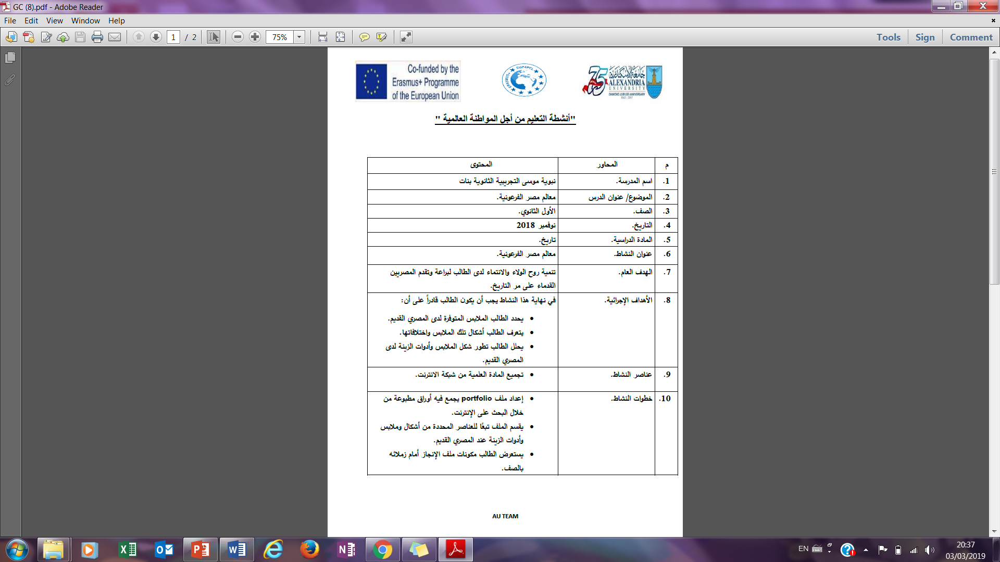 GC (8).pdf - Adobe Reader
File Edit View Window Help
1 / 2 75% Tools Sign Comment
Co-funded by the
Erasmus+ Programme
of the European Union
SUP4PCL
ERASMUS+
75
جامعة الإسكندرية
ALEXANDRIA
UNIVERSITY
DIAMOND JUBILEE ANNIVERSARY
1942 - 2017
"أنشطة التعليم من أجل المواطنة العالمية "
م المحاور المحتوى
1. اسم المدرسة. نبوية موسى التجريبية الثانوية بنات
2. الموضوع/ عنوان الدرس معالم مصر الفرعونية.
3. الصف. الأول الثانوي.
4. التاريخ. نوفمبر 2018
5. المادة الدراسية. تاريخ.
6. عنوان النشاط. معالم مصر الفرعونية.
7. الهدف العام. تنمية روح الولاء والانتماء لدى الطالب لبراعة وتقدم المصريين
القدماء على مر التاريخ.
8. الأهداف الإجرائية. في نهاية هذا النشاط يجب أن يكون الطالب قادراً على أن:
• يحدد الطالب الملابس المتوفرة لدى المصري القديم.
• يتعرف الطالب أشكال تلك الملابس واختلافاتها.
• يحلل الطالب تطور شكل الملابس وأدوات الزينة لدى
المصري القديم.
9. عناصر النشاط. • تجميع المادة العلمية من شبكة الانترنت.
10. خطوات النشاط. • إعداد ملف portfolio يجمع فيه أوراق مطبوعة من
خلال البحث على الإنترنت.
• يقسم الملف تبعًا للعناصر المحددة من أشكال وملابس
وأدوات الزينة عند المصري القديم.
• يستعرض الطالب مكونات ملف الإنجاز أمام زملائه
بالصف.
AU TEAM
EN
20:37
03/03/2019